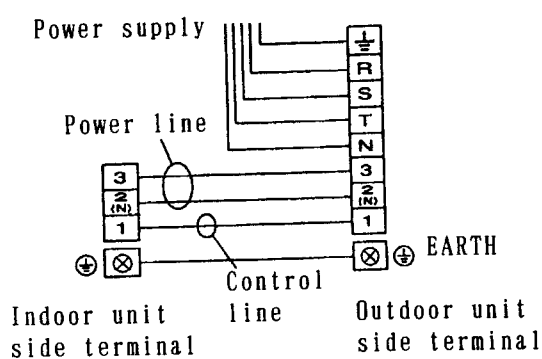 Power supply
R
S
T
N
Power line
3
3
2
(N)
2
(N)
1
1
EARTH
Control
line
Indoor unit
side terminal
Outdoor unit
side terminal